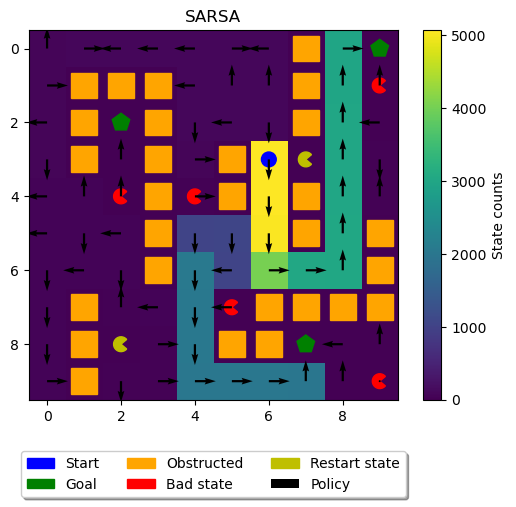 SARSA
0
2
4
6
8
0 2 4 6 8
5000
4000
3000
2000
1000
0
State counts
Start Obstructed Restart state
Goal Bad state Policy